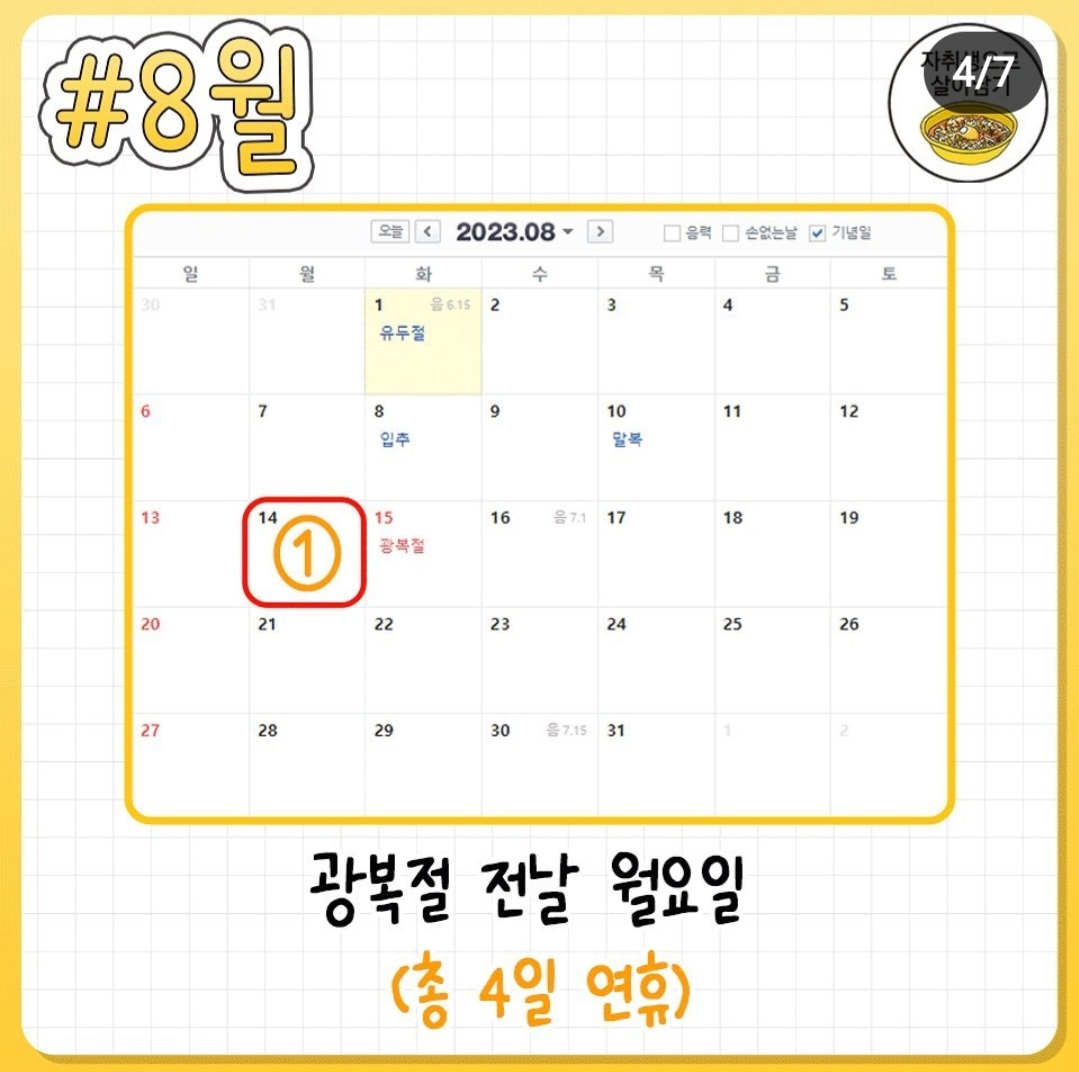 #8월
4/7
오늘 < 2023.08 > 음력 손없는날 기념일
일 월 화 수 목 금 토
30 31 1 음 6.15 2 3 4 5
유두절
6 7 8 9 10 11 12
입추 말복
13 14 15 16 음 7.1 17 18 19
① 광복절
20 21 22 23 24 25 26
27 28 29 30 음 7.15 31 1 2
광복절 전날 월요일
(총 4일 연휴)